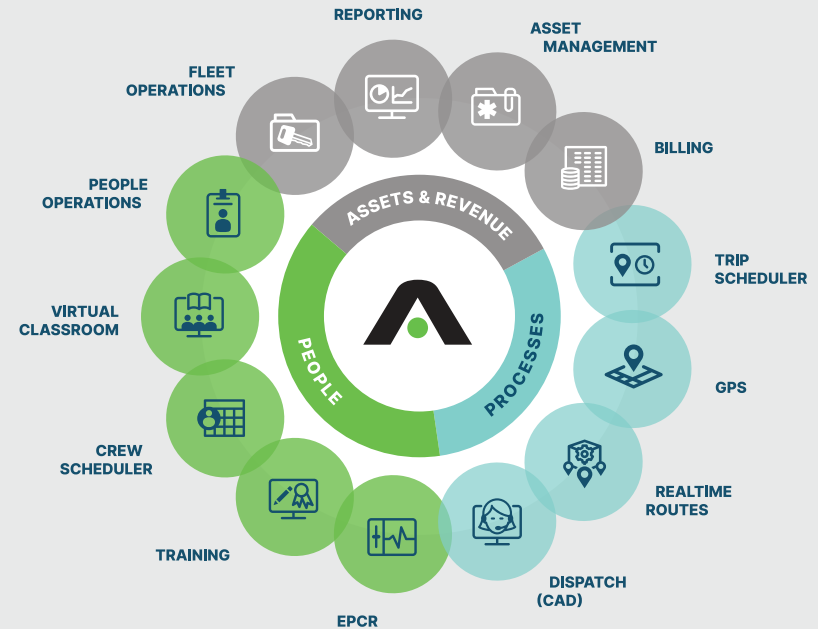 REPORTING
ASSET
MANAGEMENT
FLEET
OPERATIONS
BILLING
PEOPLE
OPERATIONS
ASSETS & REVENUE
TRIP
SCHEDULER
VIRTUAL
CLASSROOM
PEOPLE
PROCESSES
GPS
CREW
SCHEDULER
REALTIME
ROUTES
TRAINING
DISPATCH
(CAD)
EPCR